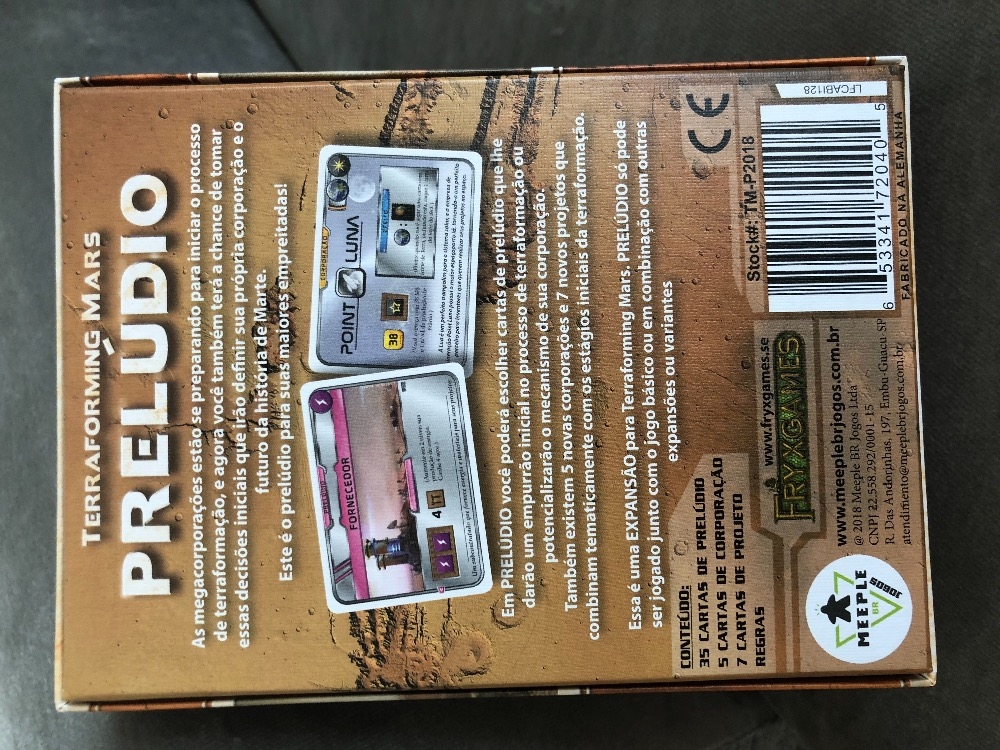 TERRAFORMING MARS
PRELÚDIO
As megacorporações estão se preparando para iniciar o processo
de terraformação, e agora você também terá a chance de tomar
essas decisões iniciais que irão definir sua própria corporação e o
futuro da história de Marte.
Este é o prelúdio para suas maiores empreitadas!
PRELÚDIO
FORNECEDOR
4
CORPORAÇÃO
POINT LUNA
38
EFEITO
Em PRELÚDIO você poderá escolher cartas de prelúdio que lhe
darão um empurrão inicial no processo de terraformação ou
potencializarão o mecanismo de sua corporação.
Também existem 5 novas corporações e 7 novos projetos que
combinam tematicamente com os estágios iniciais da terraformação.
Essa é uma EXPANSÃO para Terraforming Mars. PRELÚDIO só pode
ser jogado junto com o jogo básico ou em combinação com outras
expansões ou variantes
CONTEÚDO:
35 CARTAS DE PRELÚDIO
5 CARTAS DE CORPORAÇÃO
7 CARTAS DE PROJETO
REGRAS
CE
Stock#: TM-P2018
6 53341 72040 5
LFCABI128
FABRICADO NA ALEMANHA
www.fryxgames.se
FRYXGAMES
MEEPLE
BR
JOGOS
www.meeplebrjogos.com.br
@ 2018 Meeple BR Jogos Ltda
CNPJ 22.558.292/0001-15
R. Das Andorinhas, 197, Embu-Guaçu SP
atendimento@meeplebrjogos.com.br